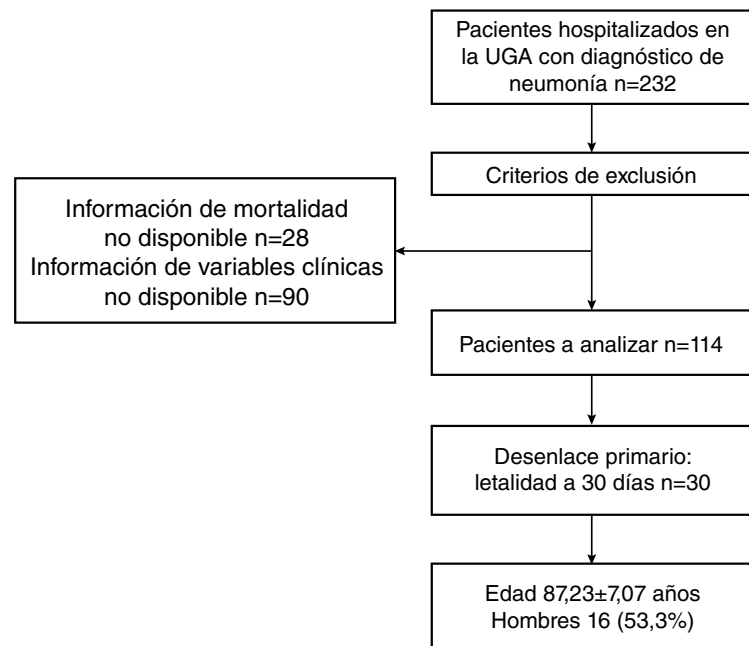 Pacientes hospitalizados en
la UGA con diagnóstico de
neumonía n=232
Criterios de exclusión
Información de mortalidad
no disponible n=28
Información de variables clínicas
no disponible n=90
Pacientes a analizar n=114
Desenlace primario:
letalidad a 30 días n=30
Edad 87,23±7,07 años
Hombres 16 (53,3%)